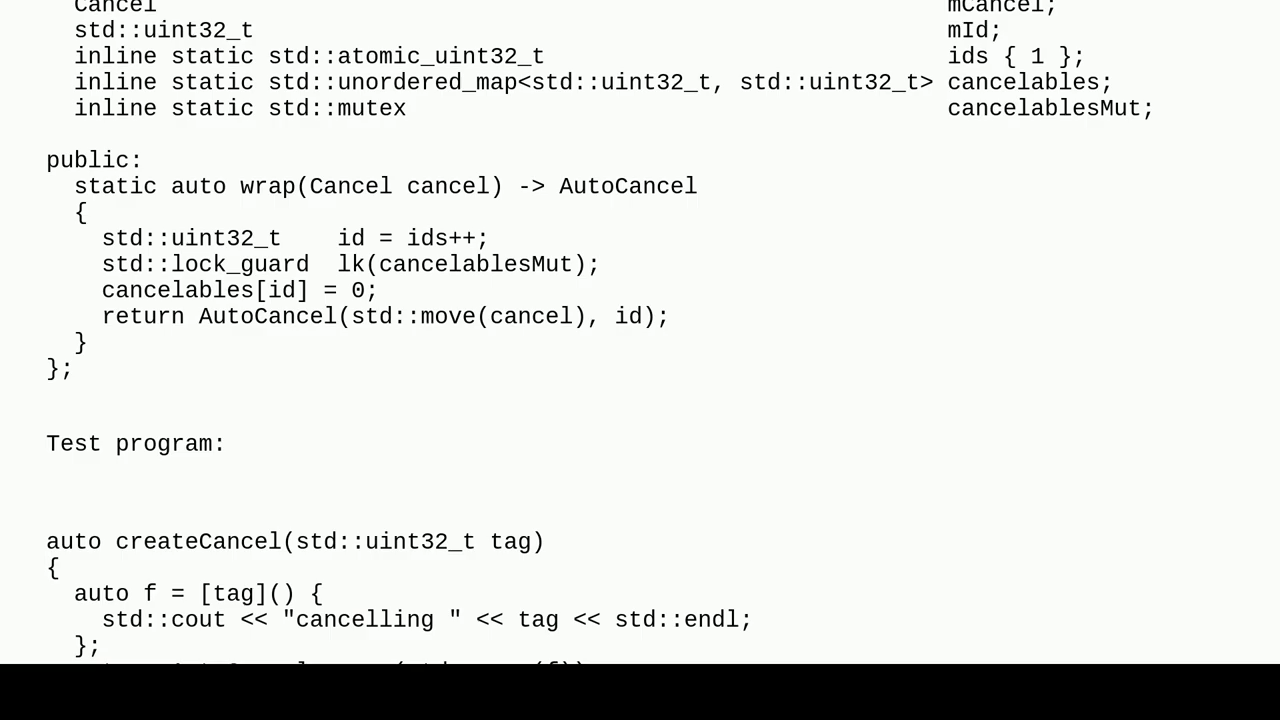 Cancel                                                         mCancel;
  std::uint32_t                                                  mId;
  inline static std::atomic_uint32_t                             ids { 1 };
  inline static std::unordered_map<std::uint32_t, std::uint32_t> cancelables;
  inline static std::mutex                                       cancelablesMut;
public:
  static auto wrap(Cancel cancel) -> AutoCancel
  {
    std::uint32_t    id = ids++;
    std::lock_guard  lk(cancelablesMut);
    cancelables[id] = 0;
    return AutoCancel(std::move(cancel), id);
  }
};
Test program:
auto createCancel(std::uint32_t tag)
{
  auto f = [tag]() {
    std::cout << "cancelling " << tag << std::endl;
  };